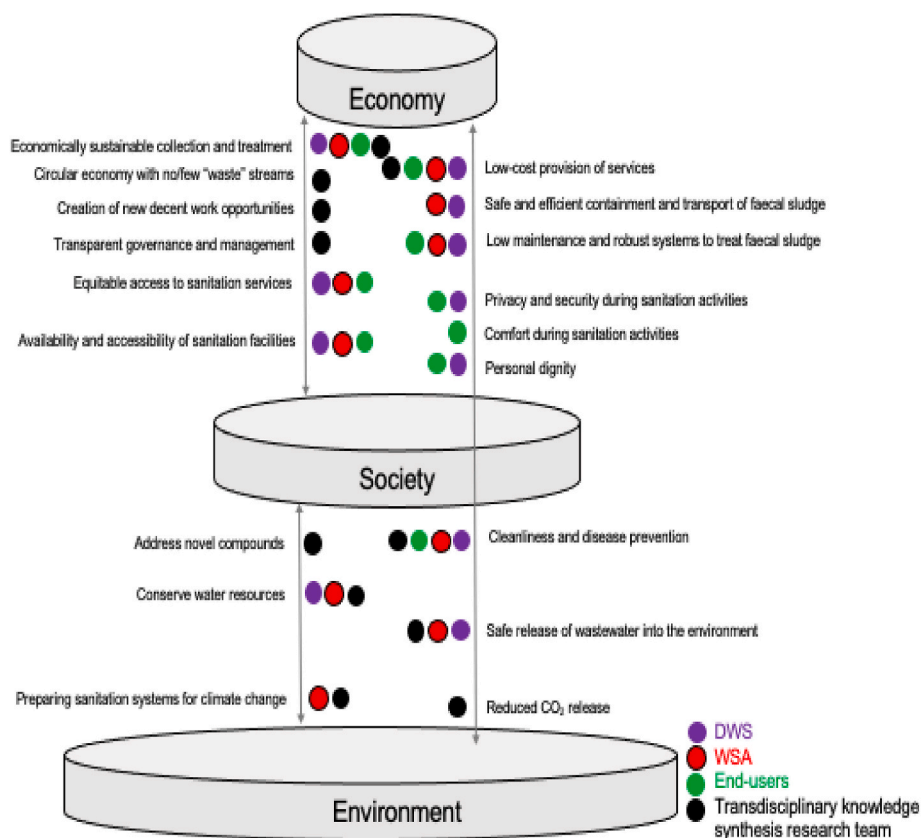 Economy
Economically sustainable collection and treatment
Circular economy with no/few "waste" streams
Low-cost provision of services
Creation of new decent work opportunities
Safe and efficient containment and transport of faecal sludge
Transparent governance and management
Low maintenance and robust systems to treat faecal sludge
Equitable access to sanitation services
Privacy and security during sanitation activities
Availability and accessibility of sanitation facilities
Comfort during sanitation activities
Personal dignity
Society
Address novel compounds
Cleanliness and disease prevention
Conserve water resources
Safe release of wastewater into the environment
Preparing sanitation systems for climate change
Reduced CO₂ release
Environment
DWS
WSA
End-users
Transdisciplinary knowledge
synthesis research team